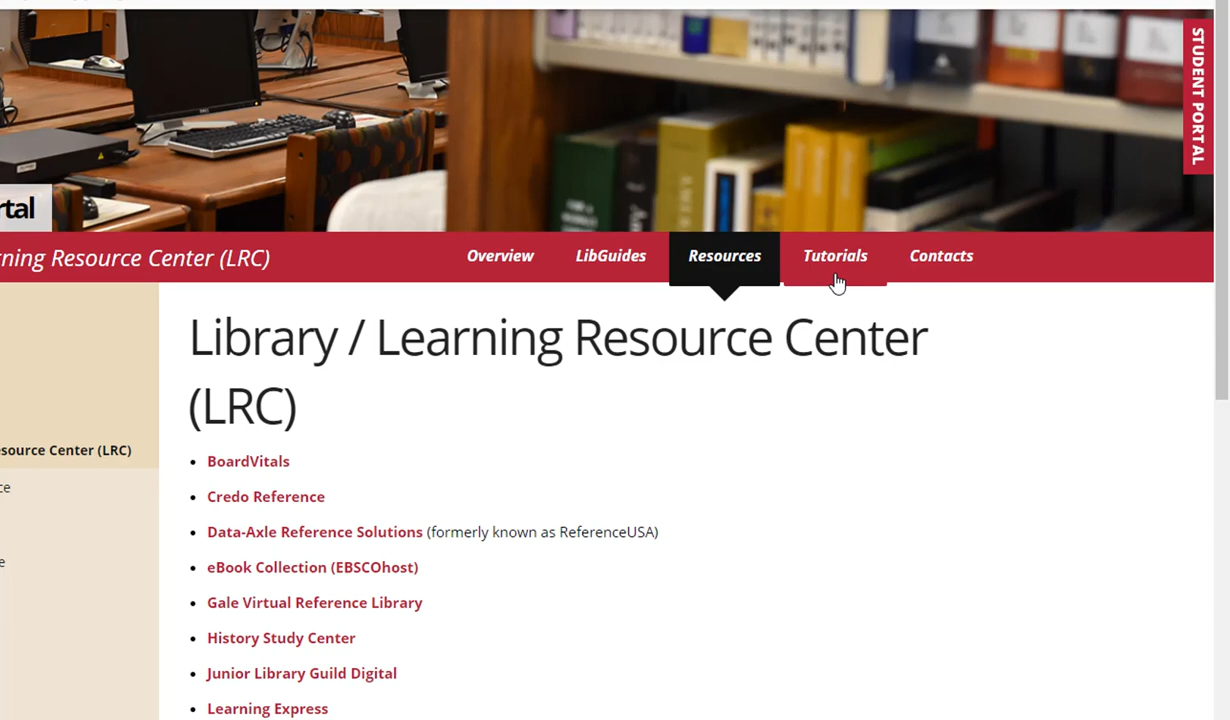 STUDENT PORTAL
rtal
rning Resource Center (LRC)
Overview
LibGuides
Resources
Tutorials
Contacts
Library / Learning Resource Center
(LRC)
esource Center (LRC)
ce
e
• BoardVitals
• Credo Reference
• Data-Axle Reference Solutions (formerly known as ReferenceUSA)
• eBook Collection (EBSCOhost)
• Gale Virtual Reference Library
• History Study Center
• Junior Library Guild Digital
• Learning Express